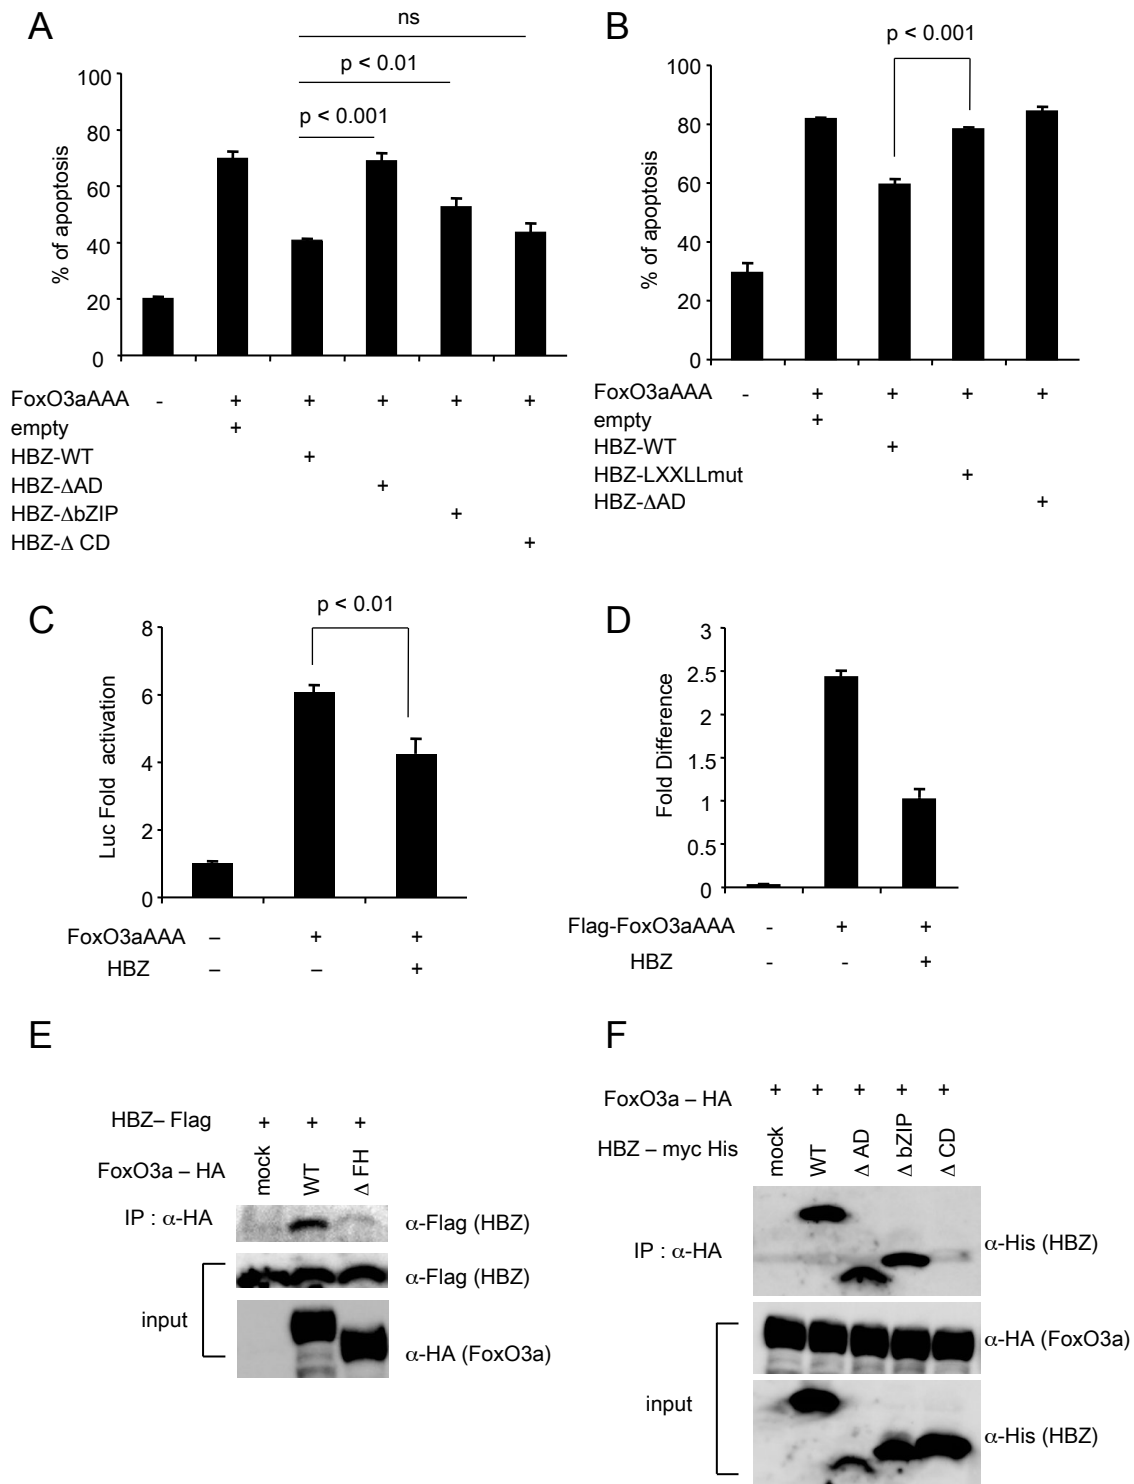 A
ns
p < 0.01
p < 0.001
% of apoptosis
100
80
60
40
20
0
FoxO3aAAA - + + + + +
empty +
HBZ-WT +
HBZ-ΔAD +
HBZ-ΔbZIP +
HBZ-Δ CD +
B
p < 0.001
% of apoptosis
100
80
60
40
20
0
FoxO3aAAA - + + + +
empty +
HBZ-WT +
HBZ-LXXLLmut +
HBZ-ΔAD +
C
p < 0.01
Luc Fold activation
8
6
4
2
0
FoxO3aAAA – + +
HBZ – – +
D
Fold Difference
3
2.5
2
1.5
1
0.5
0
Flag-FoxO3aAAA - + +
HBZ - - +
E
HBZ– Flag + + +
FoxO3a – HA mock WT Δ FH
IP : α-HA
α-Flag (HBZ)
α-Flag (HBZ)
input
α-HA (FoxO3a)
F
FoxO3a – HA + + + + +
HBZ – myc His mock WT Δ AD Δ bZIP Δ CD
IP : α-HA
α-His (HBZ)
α-HA (FoxO3a)
input
α-His (HBZ)